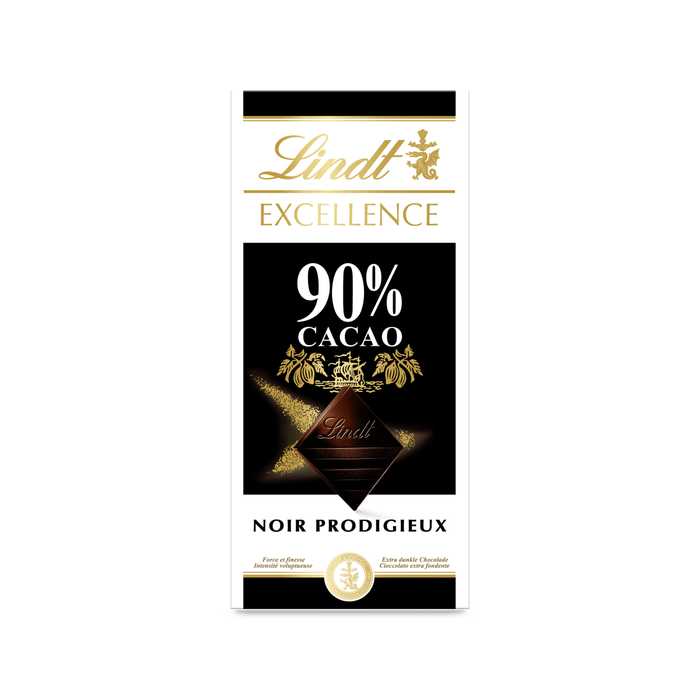 Lindt
EXCELLENCE
90%
CACAO
Lindt
NOIR PRODIGIEUX
Force et finesse
Intensité voluptueuse
Extra dunkle Chocolade
Cioccolato extra fondente